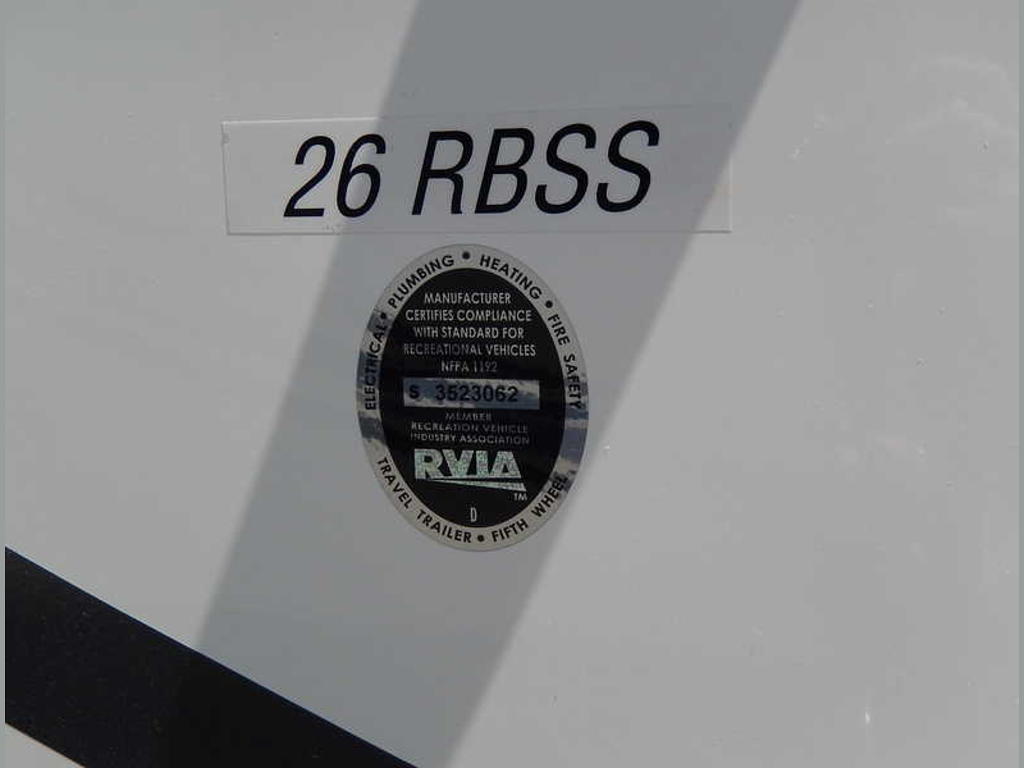 26 RBSS
ELECTRICAL • PLUMBING • HEATING • FIRE SAFETY
MANUFACTURER
CERTIFIES COMPLIANCE
WITH STANDARD FOR
RECREATIONAL VEHICLES
NFPA 1192
S 3523062
MEMBER
RECREATION VEHICLE
INDUSTRY ASSOCIATION
RVIA
TM
D
TRAVEL TRAILER • FIFTH WHEEL